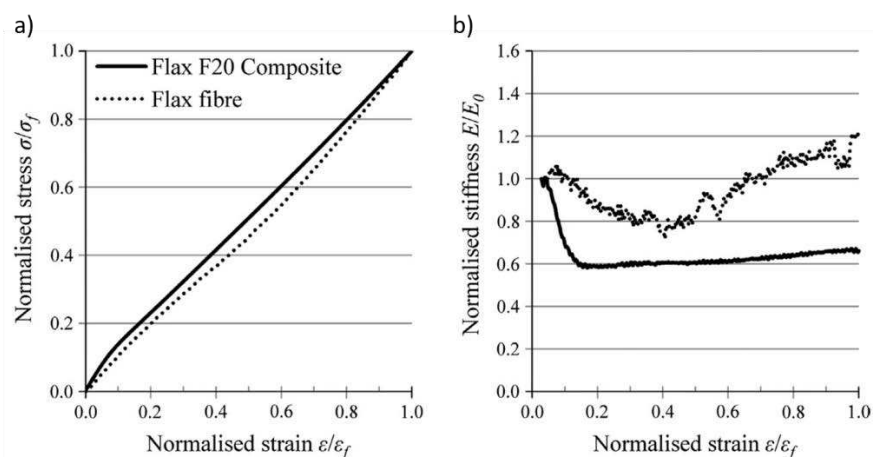 a)
1.0
0.8
0.6
0.4
0.2
0.0
Normalised stress σ/σf
Flax F20 Composite
Flax fibre
0.0 0.2 0.4 0.6 0.8 1.0
Normalised strain ε/εf
b)
1.6
1.4
1.2
1.0
0.8
0.6
0.4
0.2
0.0
Normalised stiffness E/E0
0.0 0.2 0.4 0.6 0.8 1.0
Normalised strain ε/εf